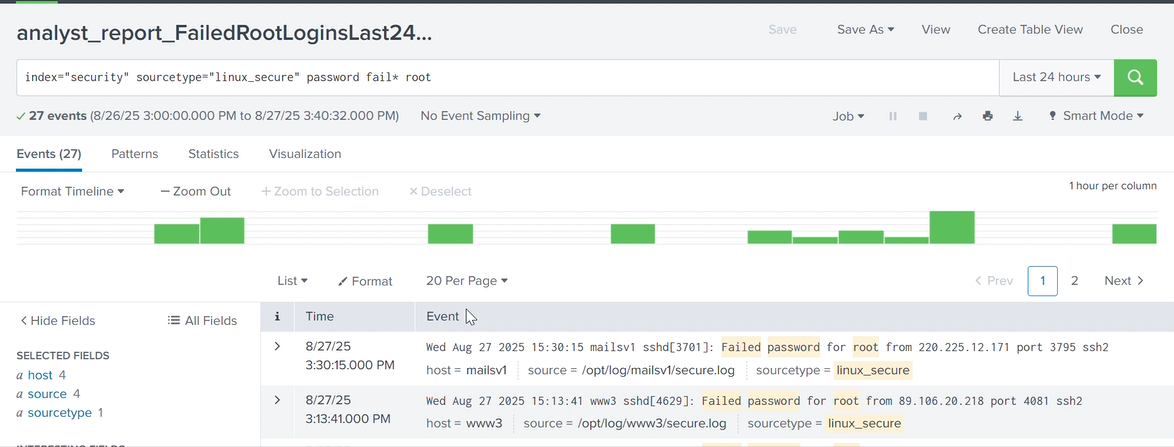 analyst_report_FailedRootLoginsLast24...
Save
Save As
View
Create Table View
Close
index="security" sourcetype="linux_secure" password fail* root
Last 24 hours
27 events (8/26/25 3:00:00.000 PM to 8/27/25 3:40:32.000 PM)
No Event Sampling
Job
Smart Mode
Events (27)
Patterns
Statistics
Visualization
Format Timeline
— Zoom Out
+ Zoom to Selection
× Deselect
1 hour per column
List
Format
20 Per Page
< Prev
1
2
Next >
< Hide Fields
All Fields
i
Time
Event
SELECTED FIELDS
a host 4
a source 4
a sourcetype 1
> 8/27/25
3:30:15.000 PM
Wed Aug 27 2025 15:30:15 mailsv1 sshd[3701]: Failed password for root from 220.225.12.171 port 3795 ssh2
host = mailsv1 source = /opt/log/mailsv1/secure.log sourcetype = linux_secure
> 8/27/25
3:13:41.000 PM
Wed Aug 27 2025 15:13:41 www3 sshd[4629]: Failed password for root from 89.106.20.218 port 4081 ssh2
host = www3 source = /opt/log/www3/secure.log sourcetype = linux_secure